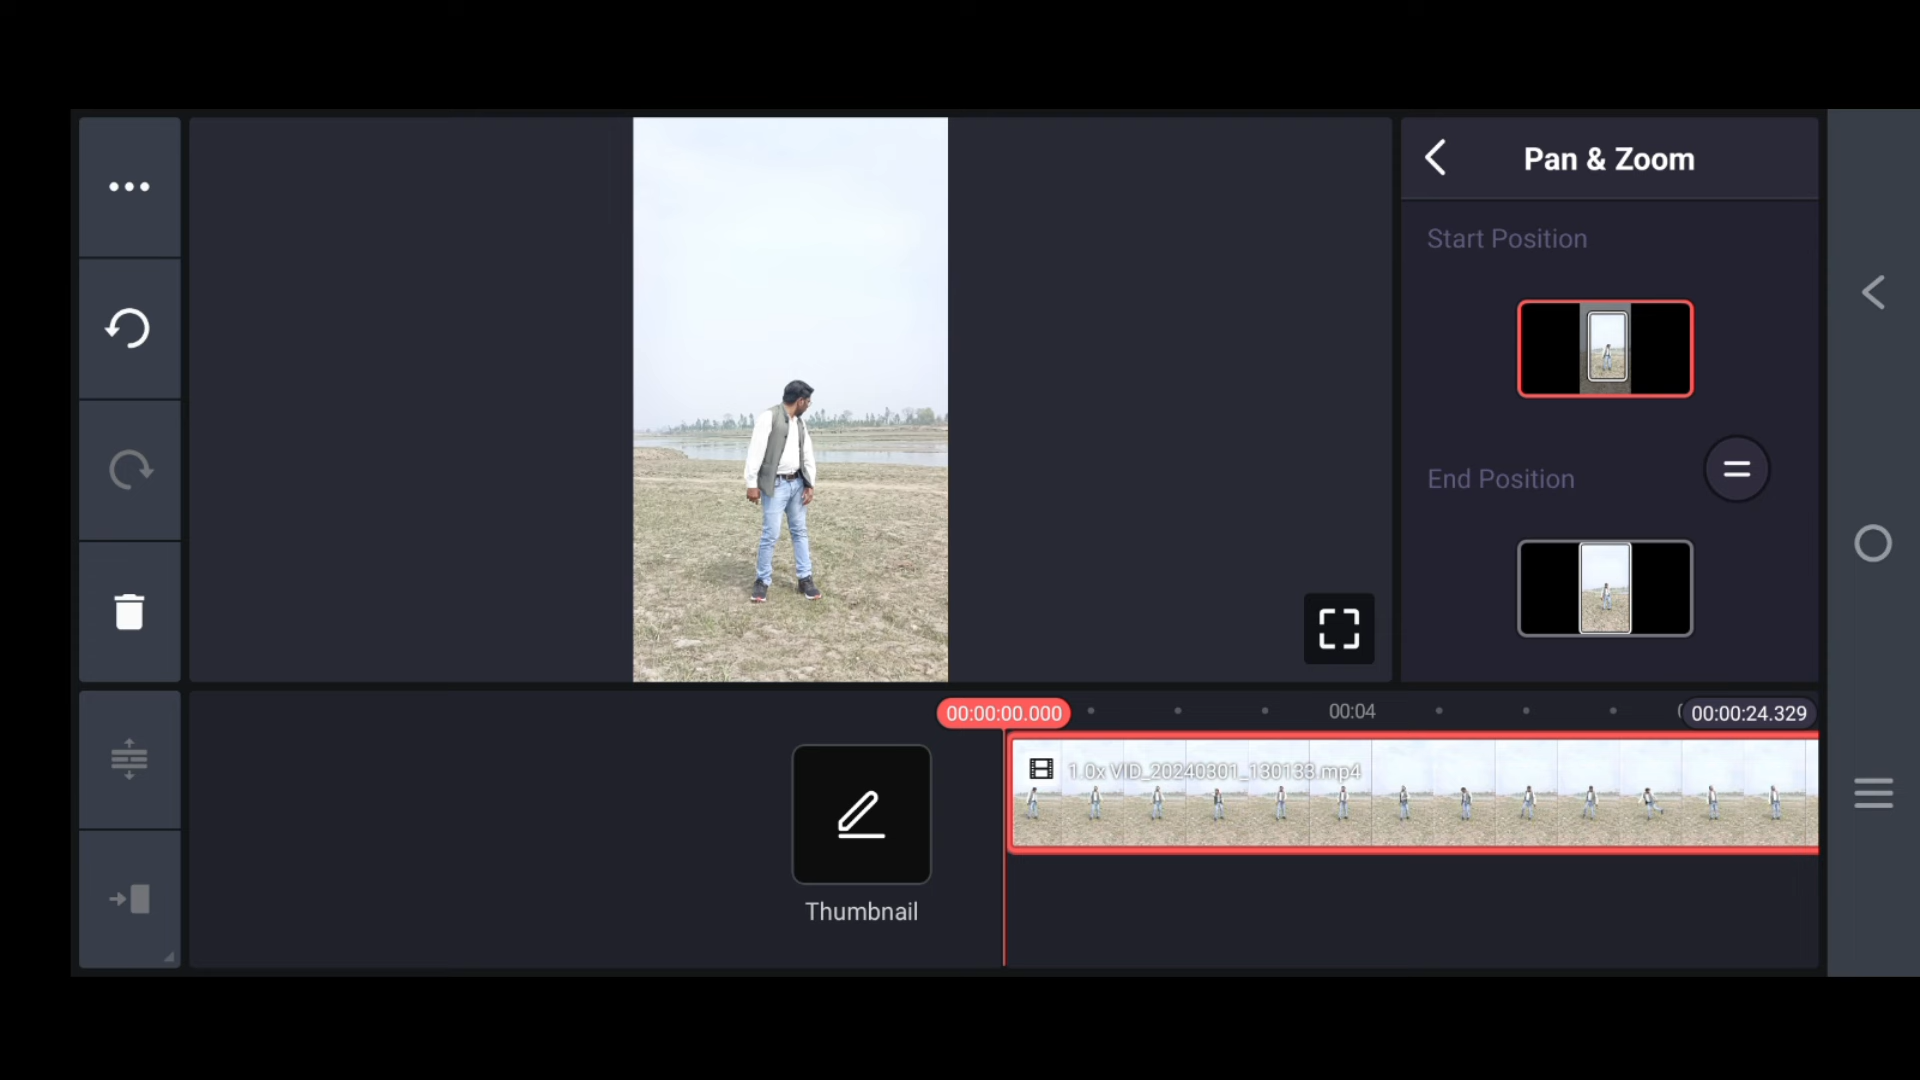 Pan & Zoom
Start Position
End Position
00:00:00.000
00:04
00:00:24.329
1.0x VID_20240301_130133.mp4
Thumbnail